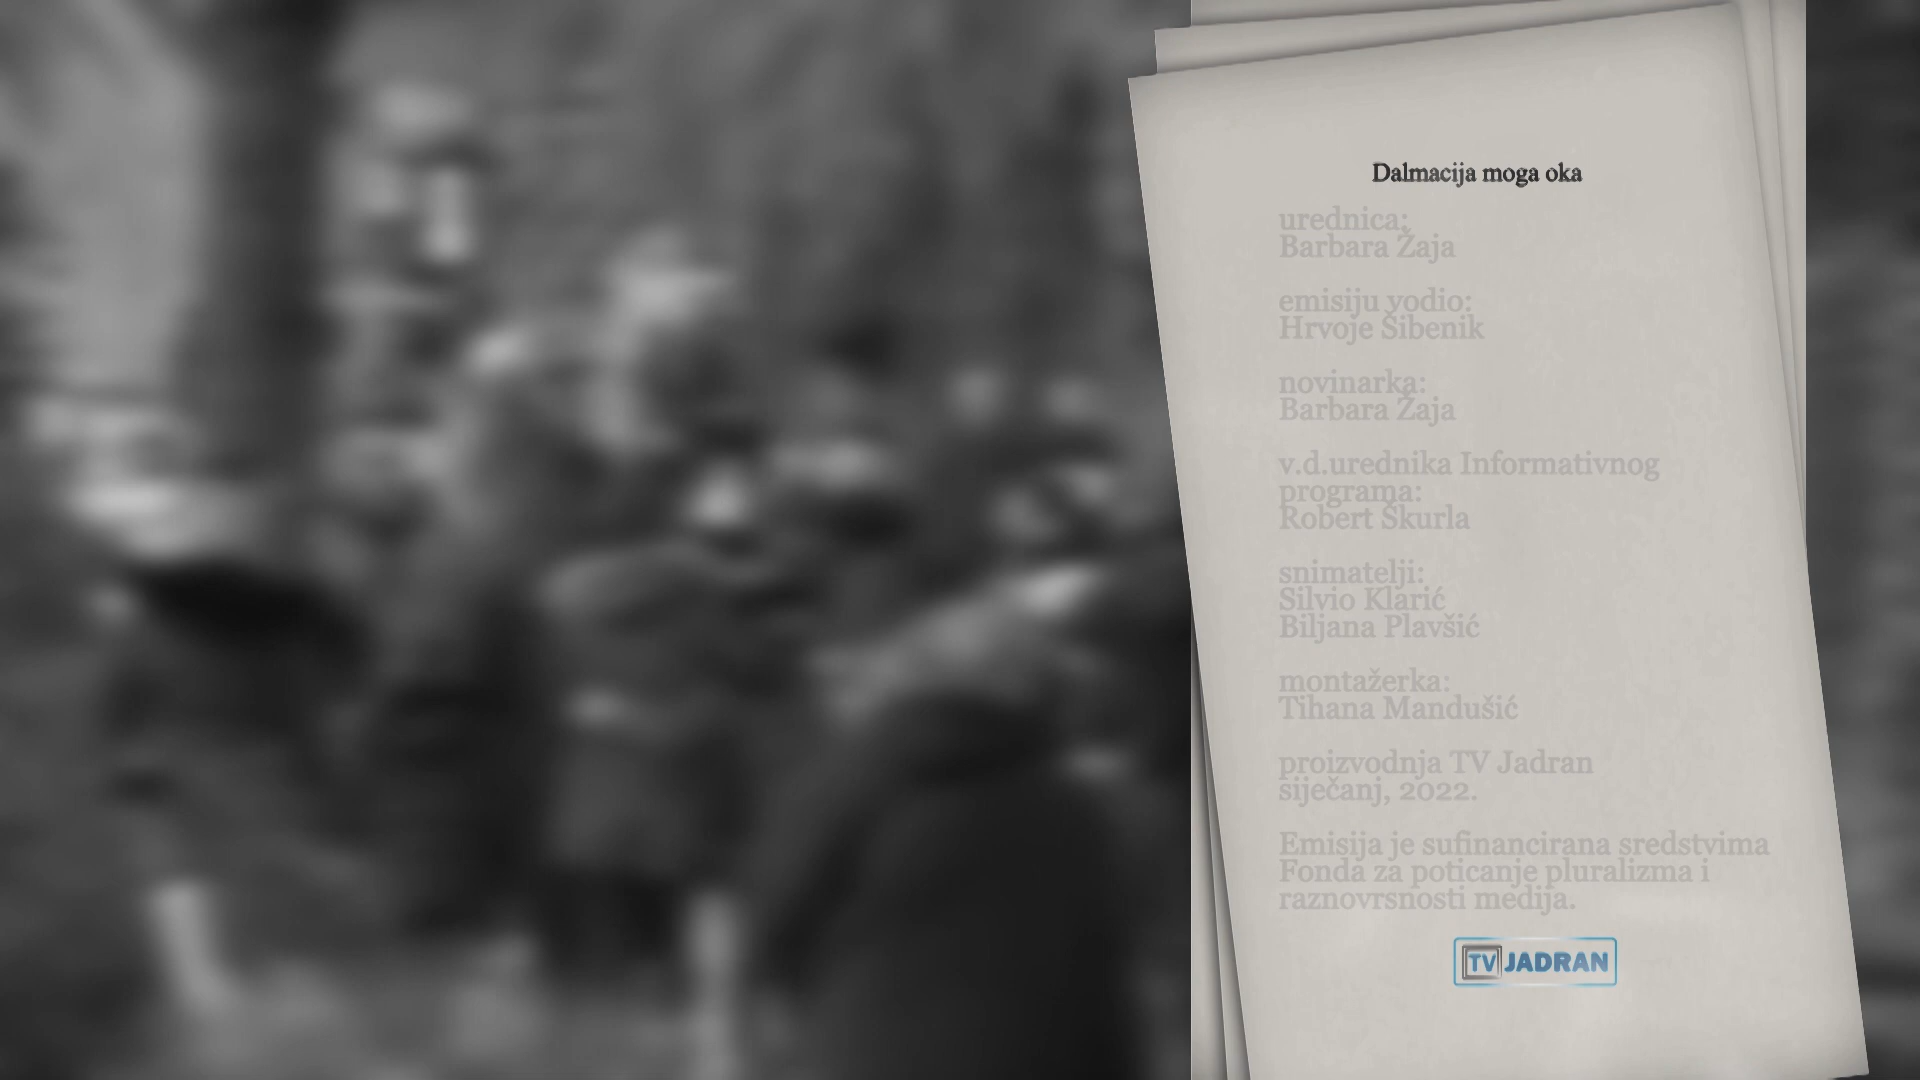 Dalmacija moga oka
urednica:
Barbara Žaja
emisiju vodio:
Hrvoje Šibenik
novinarka:
Barbara Žaja
v.d.urednika Informativnog
programa:
Robert Škurla
snimatelji:
Silvio Klarić
Biljana Plavšić
montažerka:
Tihana Mandušić
proizvodnja TV Jadran
siječanj, 2022.
Emisija je sufinancirana sredstvima
Fonda za poticanje pluralizma i
raznovrsnosti medija.
TV JADRAN